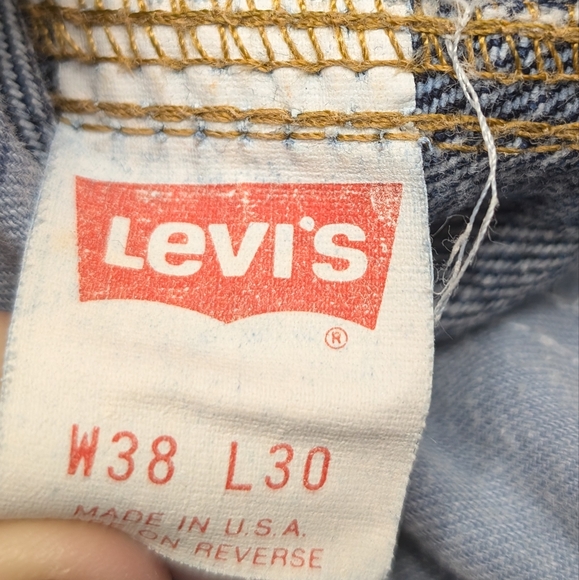 LEVI'S
®
W38 L30
MADE IN U.S.A.
ON REVERSE